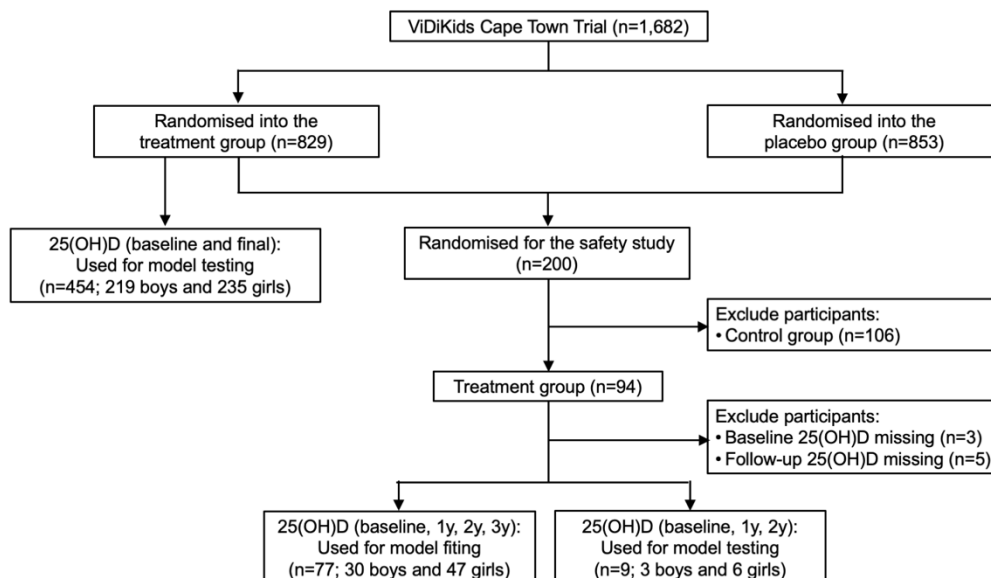 ViDiKids Cape Town Trial (n=1,682)
Randomised into the
treatment group (n=829)
Randomised into the
placebo group (n=853)
25(OH)D (baseline and final):
Used for model testing
(n=454; 219 boys and 235 girls)
Randomised for the safety study
(n=200)
Exclude participants:
• Control group (n=106)
Treatment group (n=94)
Exclude participants:
• Baseline 25(OH)D missing (n=3)
• Follow-up 25(OH)D missing (n=5)
25(OH)D (baseline, 1y, 2y, 3y):
Used for model fiting
(n=77; 30 boys and 47 girls)
25(OH)D (baseline, 1y, 2y):
Used for model testing
(n=9; 3 boys and 6 girls)